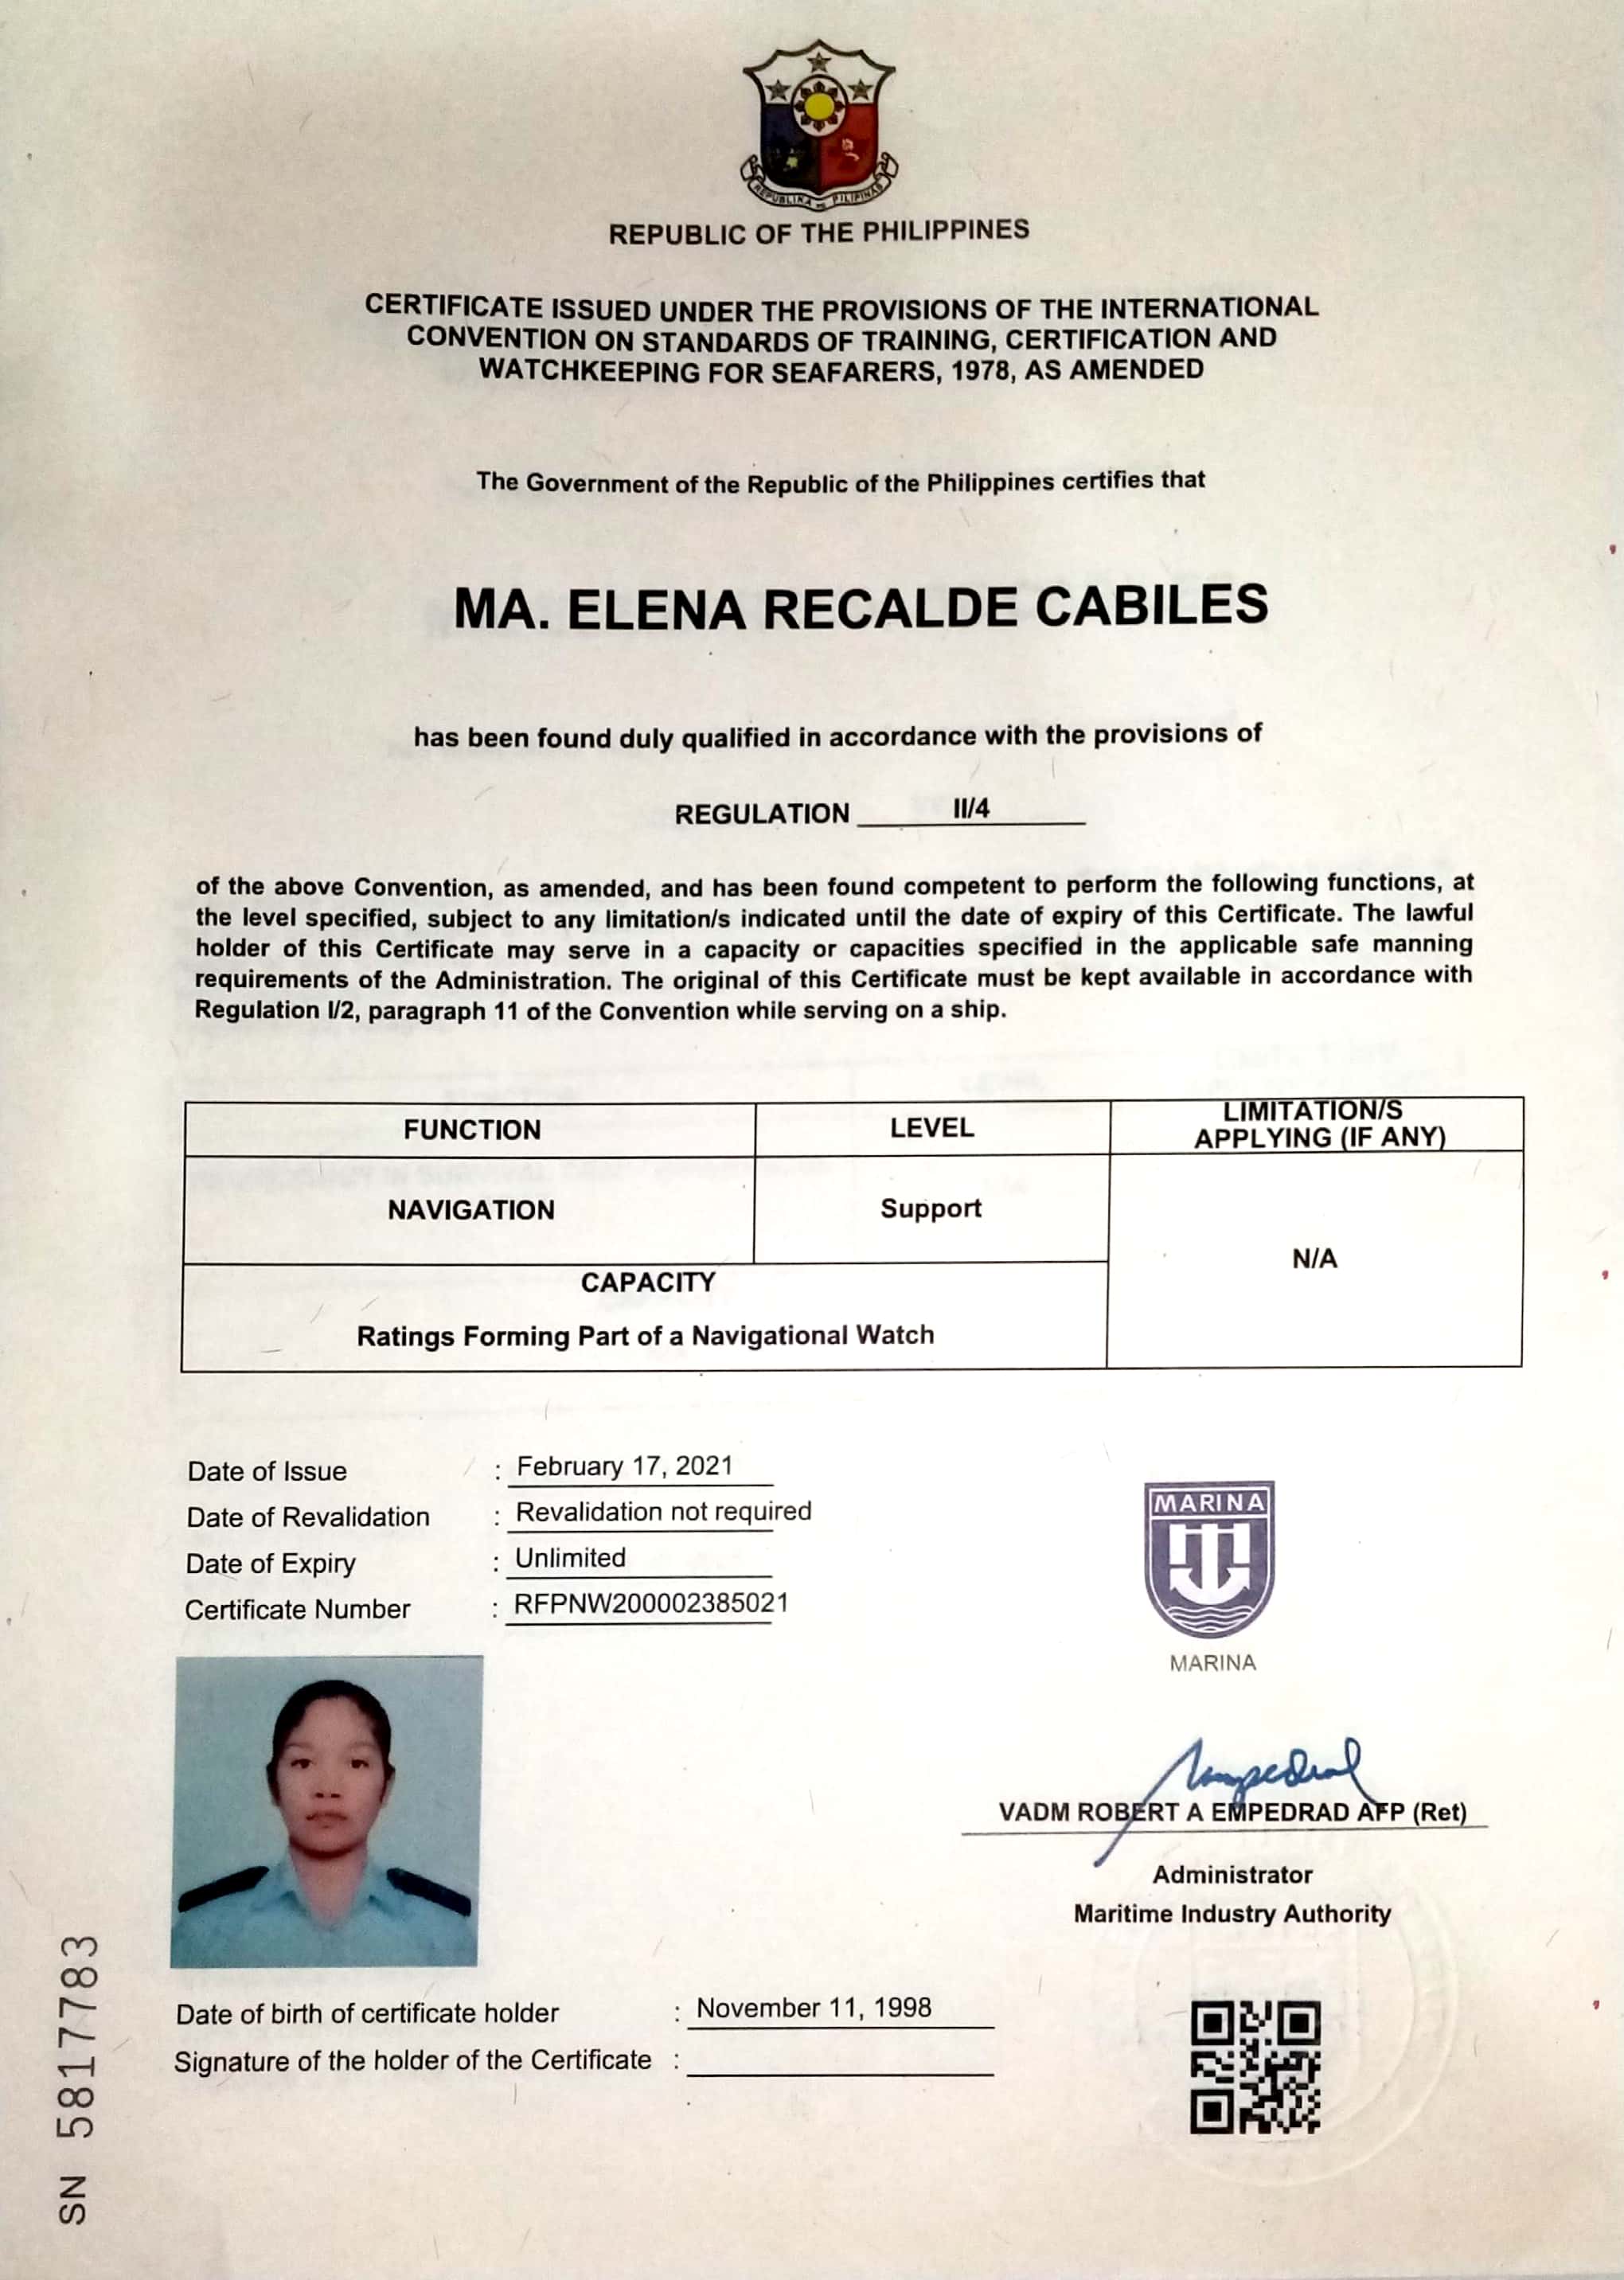 REPUBLIKA NG PILIPINAS
REPUBLIC OF THE PHILIPPINES
CERTIFICATE ISSUED UNDER THE PROVISIONS OF THE INTERNATIONAL
CONVENTION ON STANDARDS OF TRAINING, CERTIFICATION AND
WATCHKEEPING FOR SEAFARERS, 1978, AS AMENDED
The Government of the Republic of the Philippines certifies that
MA. ELENA RECALDE CABILES
has been found duly qualified in accordance with the provisions of
REGULATION II/4
of the above Convention, as amended, and has been found competent to perform the following functions, at
the level specified, subject to any limitation/s indicated until the date of expiry of this Certificate. The lawful
holder of this Certificate may serve in a capacity or capacities specified in the applicable safe manning
requirements of the Administration. The original of this Certificate must be kept available in accordance with
Regulation I/2, paragraph 11 of the Convention while serving on a ship.
FUNCTION LEVEL LIMITATION/S
APPLYING (IF ANY)
NAVIGATION Support
N/A
CAPACITY
Ratings Forming Part of a Navigational Watch
Date of Issue : February 17, 2021
Date of Revalidation : Revalidation not required
Date of Expiry : Unlimited
Certificate Number : RFPNW200002385021
MARINA
MARINA
VADM ROBERT A EMPEDRAD AFP (Ret)
Administrator
Maritime Industry Authority
Date of birth of certificate holder : November 11, 1998
Signature of the holder of the Certificate :
SN 5817783